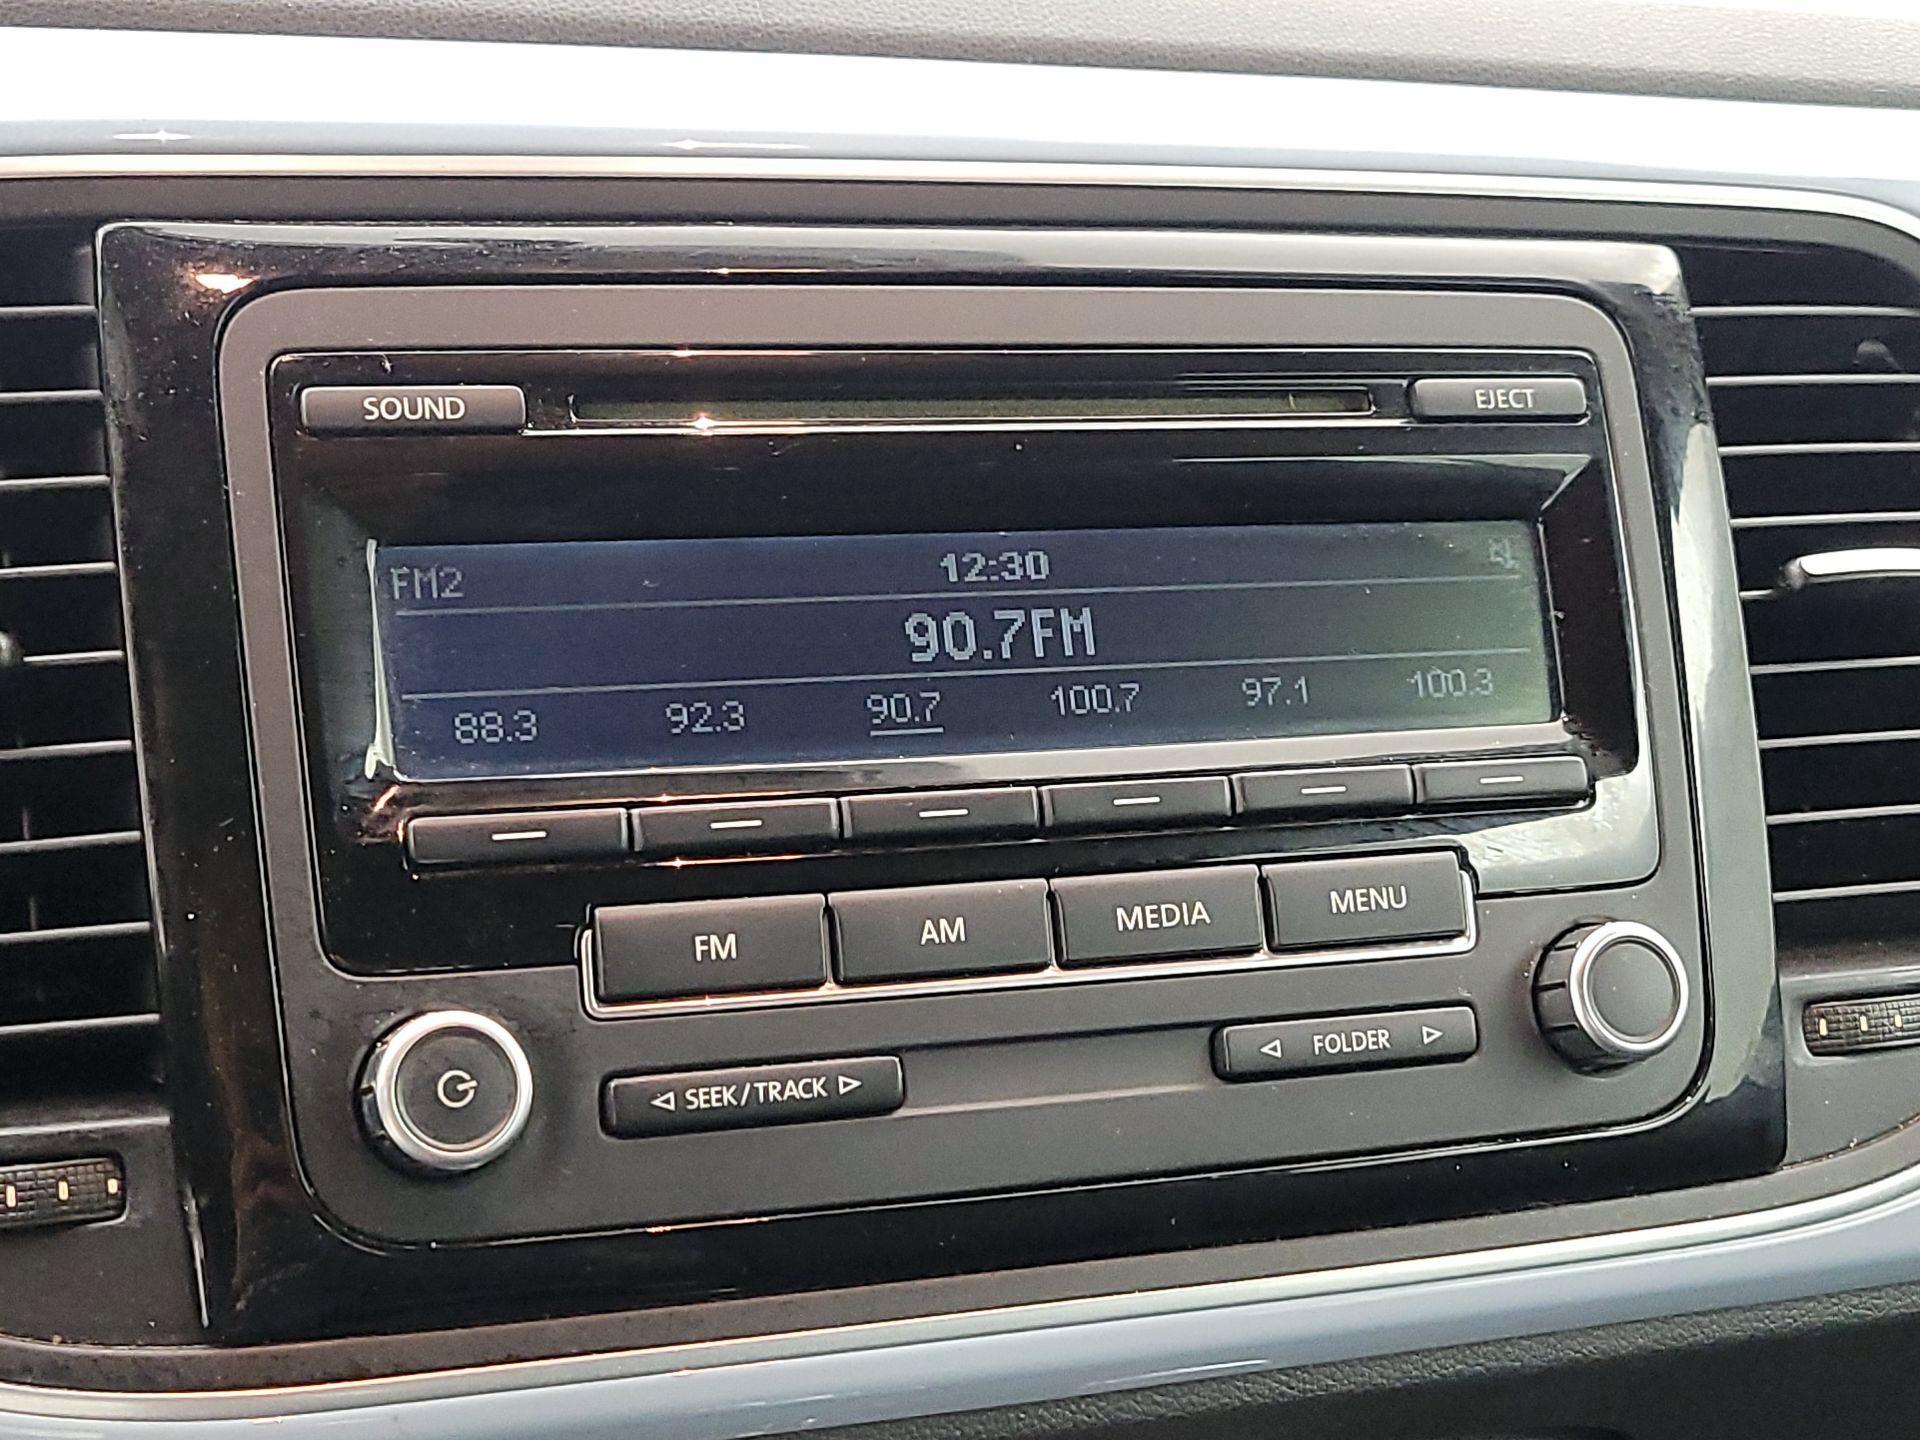 SOUND EJECT
FM2 12:30
90.7FM
88.3 92.3 90.7 100.7 97.1 100.3
FM AM MEDIA MENU
SEEK/TRACK FOLDER